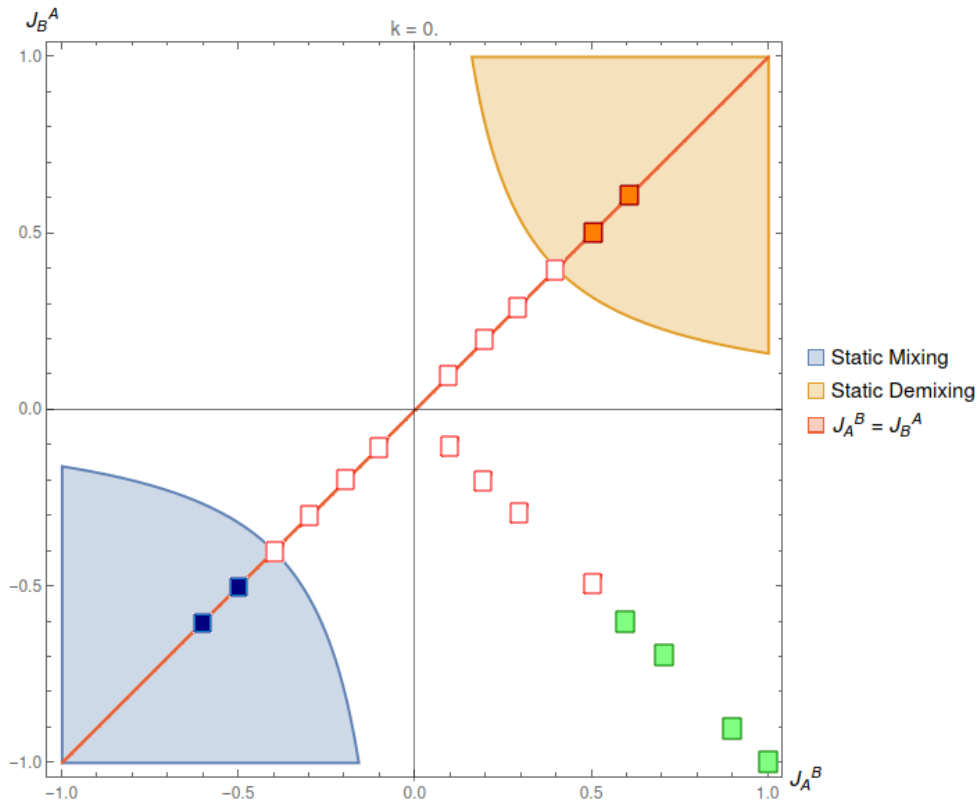 J_B^A
k = 0.
1.0
0.5
0.0
−0.5
−1.0
−1.0
−0.5
0.0
0.5
1.0
J_A^B
Static Mixing
Static Demixing
J_A^B = J_B^A